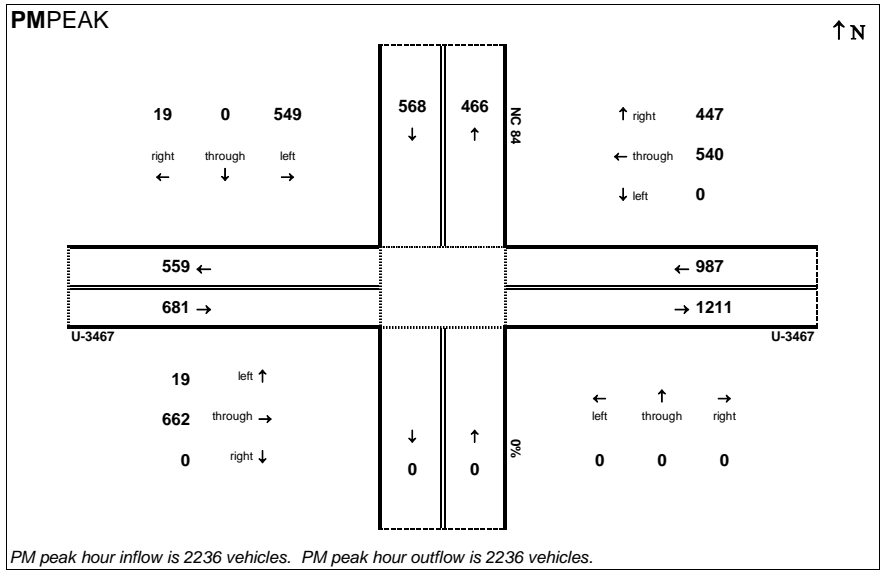 PMPEAK
↑ N
19 0 549
right through left
← ↓ →
568 466
↓ ↑
NC 84
↑ right 447
← through 540
↓ left 0
559 ←
681 →
← 987
→ 1211
U-3467
U-3467
19 left ↑
662 through →
0 right ↓
↓ ↑
0 0
0%
← ↑ →
left through right
0 0 0
PM peak hour inflow is 2236 vehicles. PM peak hour outflow is 2236 vehicles.